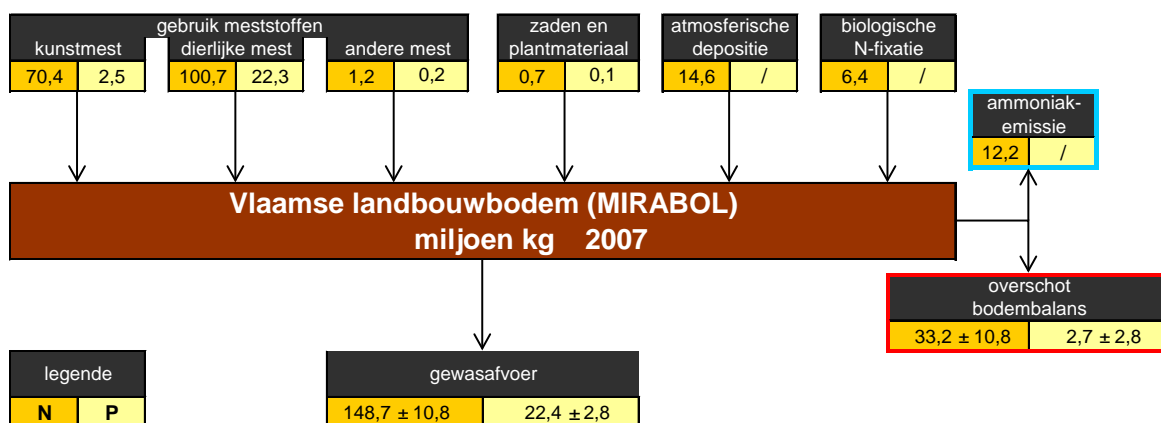 gebruik meststoffen
kunstmest dierlijke mest andere mest
70,4 2,5 100,7 22,3 1,2 0,2
zaden en
plantmateriaal
0,7 0,1
atmosferische
depositie
14,6 /
biologische
N-fixatie
6,4 /
ammoniak-
emissie
12,2 /
Vlaamse landbouwbodem (MIRABOL)
miljoen kg 2007
overschot
bodembalans
33,2 ± 10,8 2,7 ± 2,8
legende
N P
gewasafvoer
148,7 ± 10,8 22,4 ± 2,8